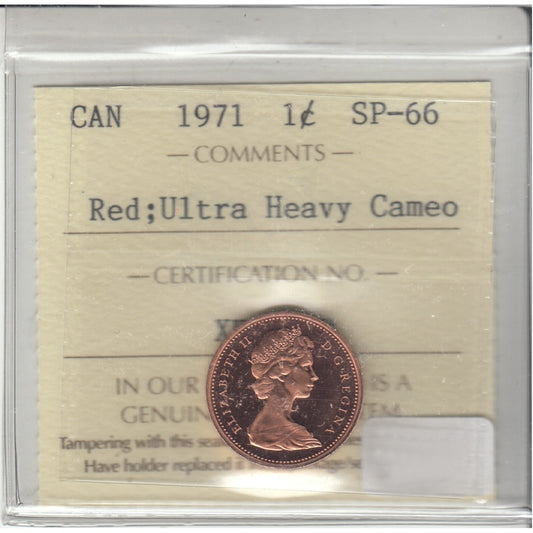 CAN 1971 1¢ SP-66
— COMMENTS —
Red;Ultra Heavy Cameo
— CERTIFICATION NO. —
IN OUR IS A
GENUIN
Tampering with this
Have holder replaced
ELIZABETH II D·G·REGINA